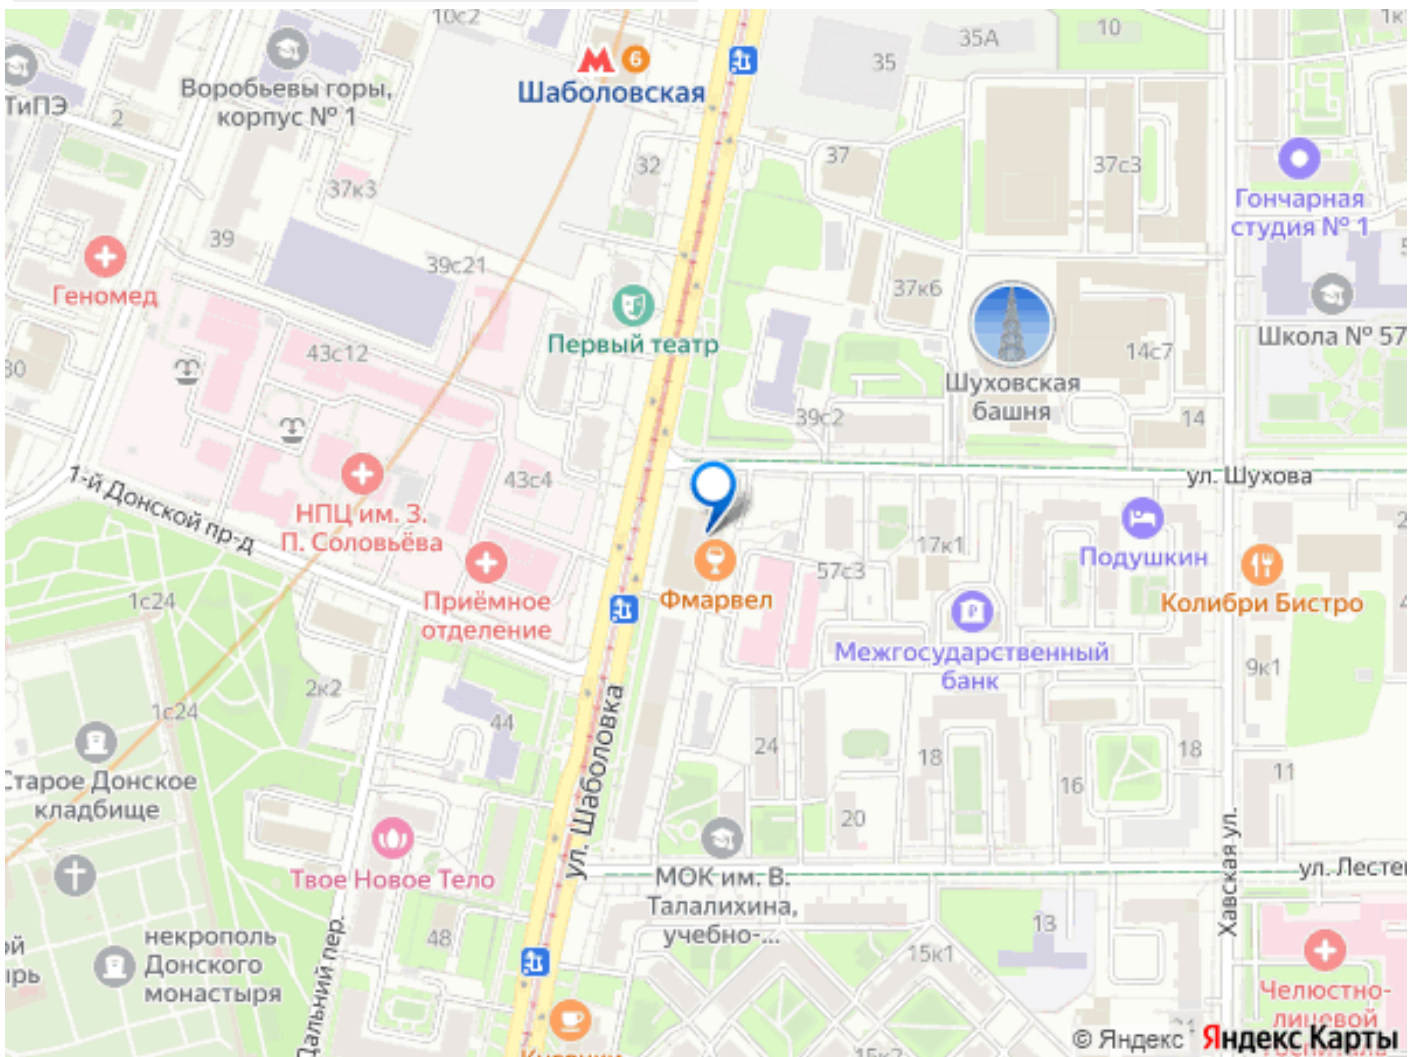 10с2
35
35А
10
6
Шаболовская
Воробьевы горы,
корпус № 1
ТиПЭ
2
37к3
32
37
37с3
Гончарная
студия № 1
39
39с21
Геномед
37к6
Первый театр
43с12
14с7
Школа № 57
Шуховская
башня
39с2
14
ул. Шухова
43с4
1-й Донской пр-д
НПЦ им. З.
П. Соловьёва
Приёмное
отделение
Фмарвел
57с3
17к1
Подушкин
Колибри Бистро
Межгосударственный
банк
9к1
1с24
2к2
1с24
44
ул. Шаболовка
24
18
16
18
11
Старое Донское
кладбище
20
Твое Новое Тело
МОК им. В.
Талалихина,
учебно-...
Хавская ул.
ул. Лесте
48
13
15к1
некрополь
Донского
монастыря
Дальний пер.
Челюстно-
лицевой
15к2
© Яндекс Яндекс Карты